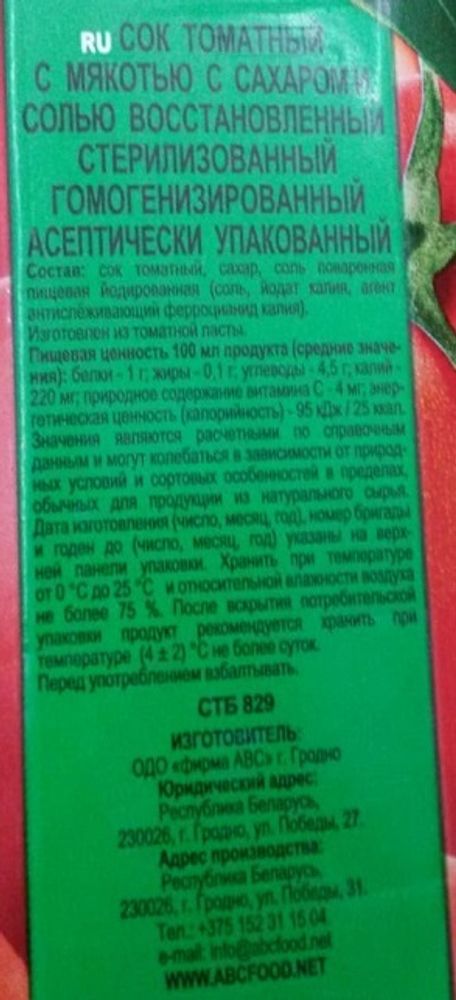 RU СОК ТОМАТНЫЙ
С МЯКОТЬЮ С САХАРОМ И
СОЛЬЮ ВОССТАНОВЛЕННЫЙ
СТЕРИЛИЗОВАННЫЙ
ГОМОГЕНИЗИРОВАННЫЙ
АСЕПТИЧЕСКИ УПАКОВАННЫЙ
Состав: сок томатный, сахар, соль поваренная
пищевая йодированная (соль, йодат калия, агент
антислёживающий ферроцианид калия).
Изготовлен из томатной пасты.
Пищевая ценность 100 мл продукта (средние значе-
ния): белки - 1 г; жиры - 0,1 г; углеводы - 4,5 г; калий -
220 мг; природное содержание витамина С - 4 мг; энер-
гетическая ценность (калорийность) - 95 кДж / 25 ккал.
Значения являются расчетными по справочным
данным и могут колебаться в зависимости от природ-
ных условий и сортовых особенностей в пределах,
обычных для продукции из натурального сырья.
Дата изготовления (число, месяц, год), номер бригады
и годен до (число, месяц, год) указаны на верх-
ней панели упаковки. Хранить при температуре
от 0 °С до 25 °С и относительной влажности воздуха
не более 75 %. После вскрытия потребительской
упаковки продукт рекомендуется хранить при
температуре (4 ± 2) °С не более суток.
Перед употреблением взбалтывать.
СТБ 829
ИЗГОТОВИТЕЛЬ:
ОДО «фирма АВС» г. Гродно
Юридический адрес:
Республика Беларусь,
230026, г. Гродно, ул. Победы, 27.
Адрес производства:
Республика Беларусь,
230026, г. Гродно, ул. Победы, 31.
Тел.: +375 152 31 15 04
e-mail: info@abcfood.net
WWW.ABCFOOD.NET